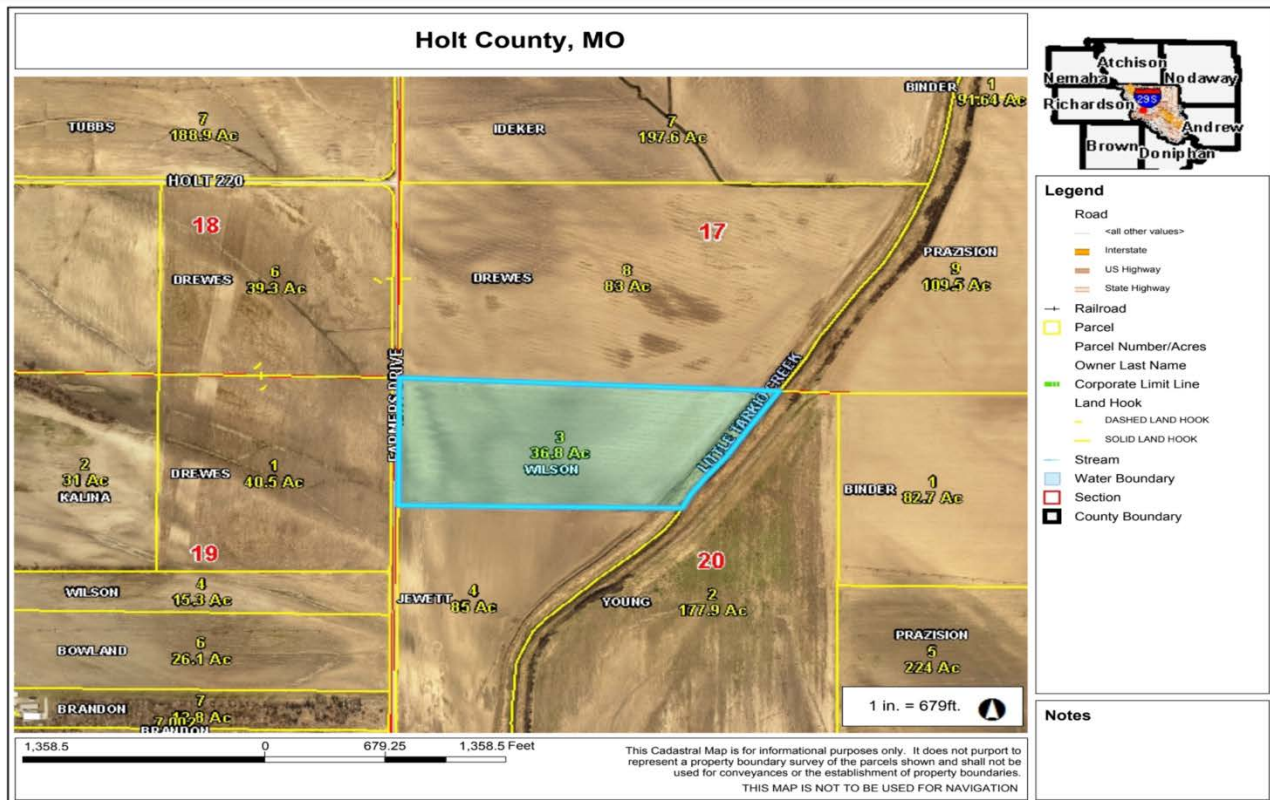 Holt County, MO
BINDER 1
91.64 Ac
TUBBS
7
188.9 Ac
IDEKER
7
197.6 Ac
HOLT 220
18
17
DREWES
6
39.3 Ac
DREWES
8
83 Ac
PRAZISION
9
109.5 Ac
FARMERS DRIVE
LITTLE TARKIO CREEK
3
36.8 Ac
WILSON
2
31 Ac
KALINA
DREWES
1
40.5 Ac
BINDER
1
82.7 Ac
19
20
WILSON
4
15.3 Ac
JEWETT
4
85 Ac
YOUNG
2
177.9 Ac
BOWLAND
6
26.1 Ac
PRAZISION
5
224 Ac
BRANDON
7
BRANDON
1 in. = 679ft.
Atchison
Nemaha
Nodaway
Richardson
29S
Andrew
Brown
Doniphan
Legend
Road
<all other values>
Interstate
US Highway
State Highway
Railroad
Parcel
Parcel Number/Acres
Owner Last Name
Corporate Limit Line
Land Hook
DASHED LAND HOOK
SOLID LAND HOOK
Stream
Water Boundary
Section
County Boundary
Notes
1,358.5 0 679.25 1,358.5 Feet
This Cadastral Map is for informational purposes only. It does not purport to
represent a property boundary survey of the parcels shown and shall not be
used for conveyances or the establishment of property boundaries.
THIS MAP IS NOT TO BE USED FOR NAVIGATION